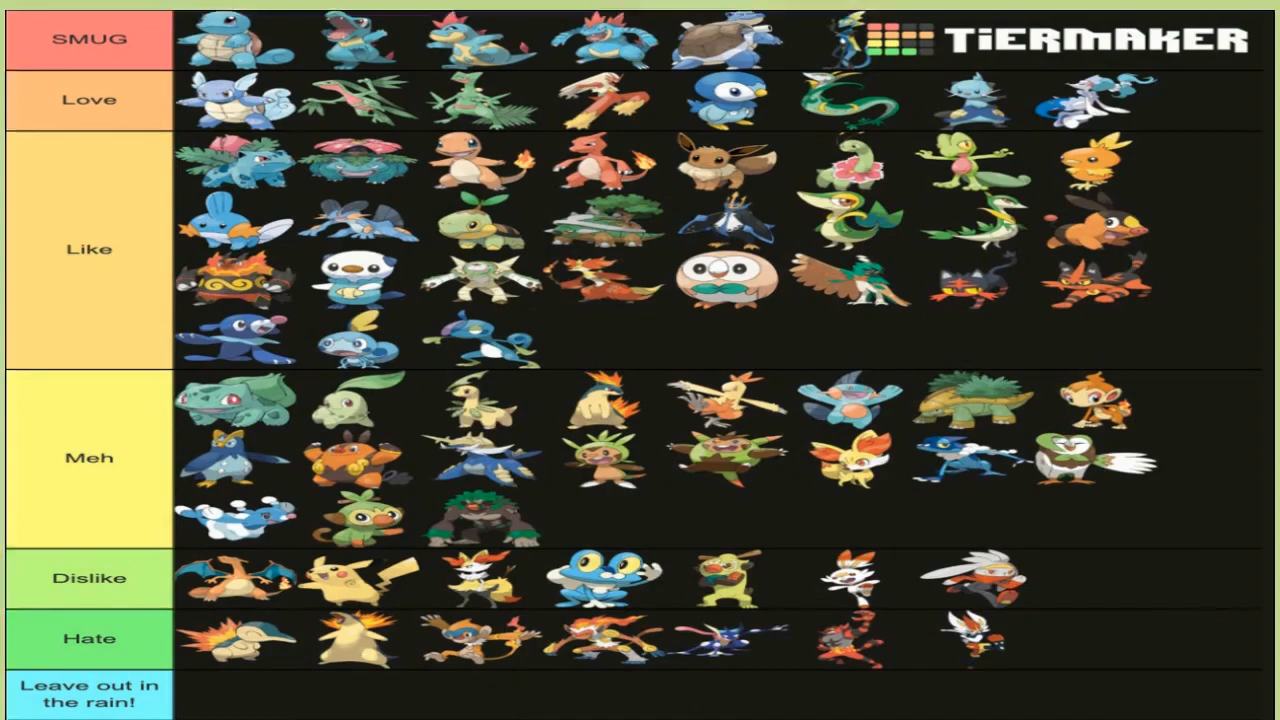 SMUG
TiERMAKER
Love
Like
Meh
Dislike
Hate
Leave out in
the rain!